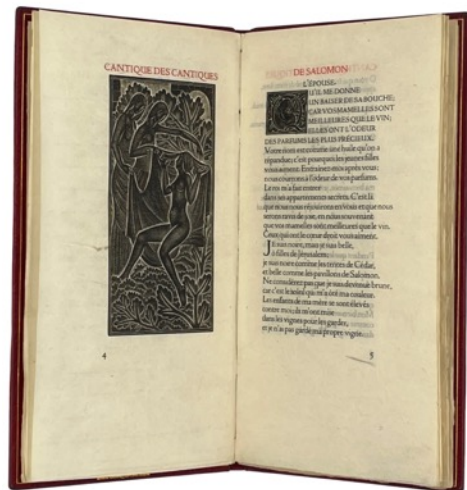 CANTIQUE DES CANTIQUES
4
DE SALOMON
L'ÉPOUSE.
QU'IL ME DONNE
UN BAISER DE SA BOUCHE;
CAR VOS MAMELLES SONT
MEILLEURES QUE LE VIN;
ELLES ONT L'ODEUR
DES PARFUMS LES PLUS PRÉCIEUX.
Votre nom est comme une huile qu'on a
répandue; c'est pourquoi les jeunes filles
vous aiment. Entraînez-moi après vous:
nous courrons à l'odeur de vos parfums.
Le roi m'a fait entrer
dans ses appartements secrets. C'est là
que nous nous réjouirons en vous et que nous
serons ravis de joie, en nous souvenant
que vos mamelles sont meilleures que le vin.
Ceux qui ont le cœur droit vous aiment.
Je suis noire, mais je suis belle,
ô filles de Jérusalem:
je suis noire comme les tentes de Cédar,
et belle comme les pavillons de Salomon.
Ne considérez pas que je suis devenue brune,
car c'est le soleil qui m'a ôté ma couleur.
Les enfants de ma mère se sont élevés
contre moi; ils m'ont mise
dans les vignes pour les garder,
et je n'ai pas gardé ma propre vigne.
5